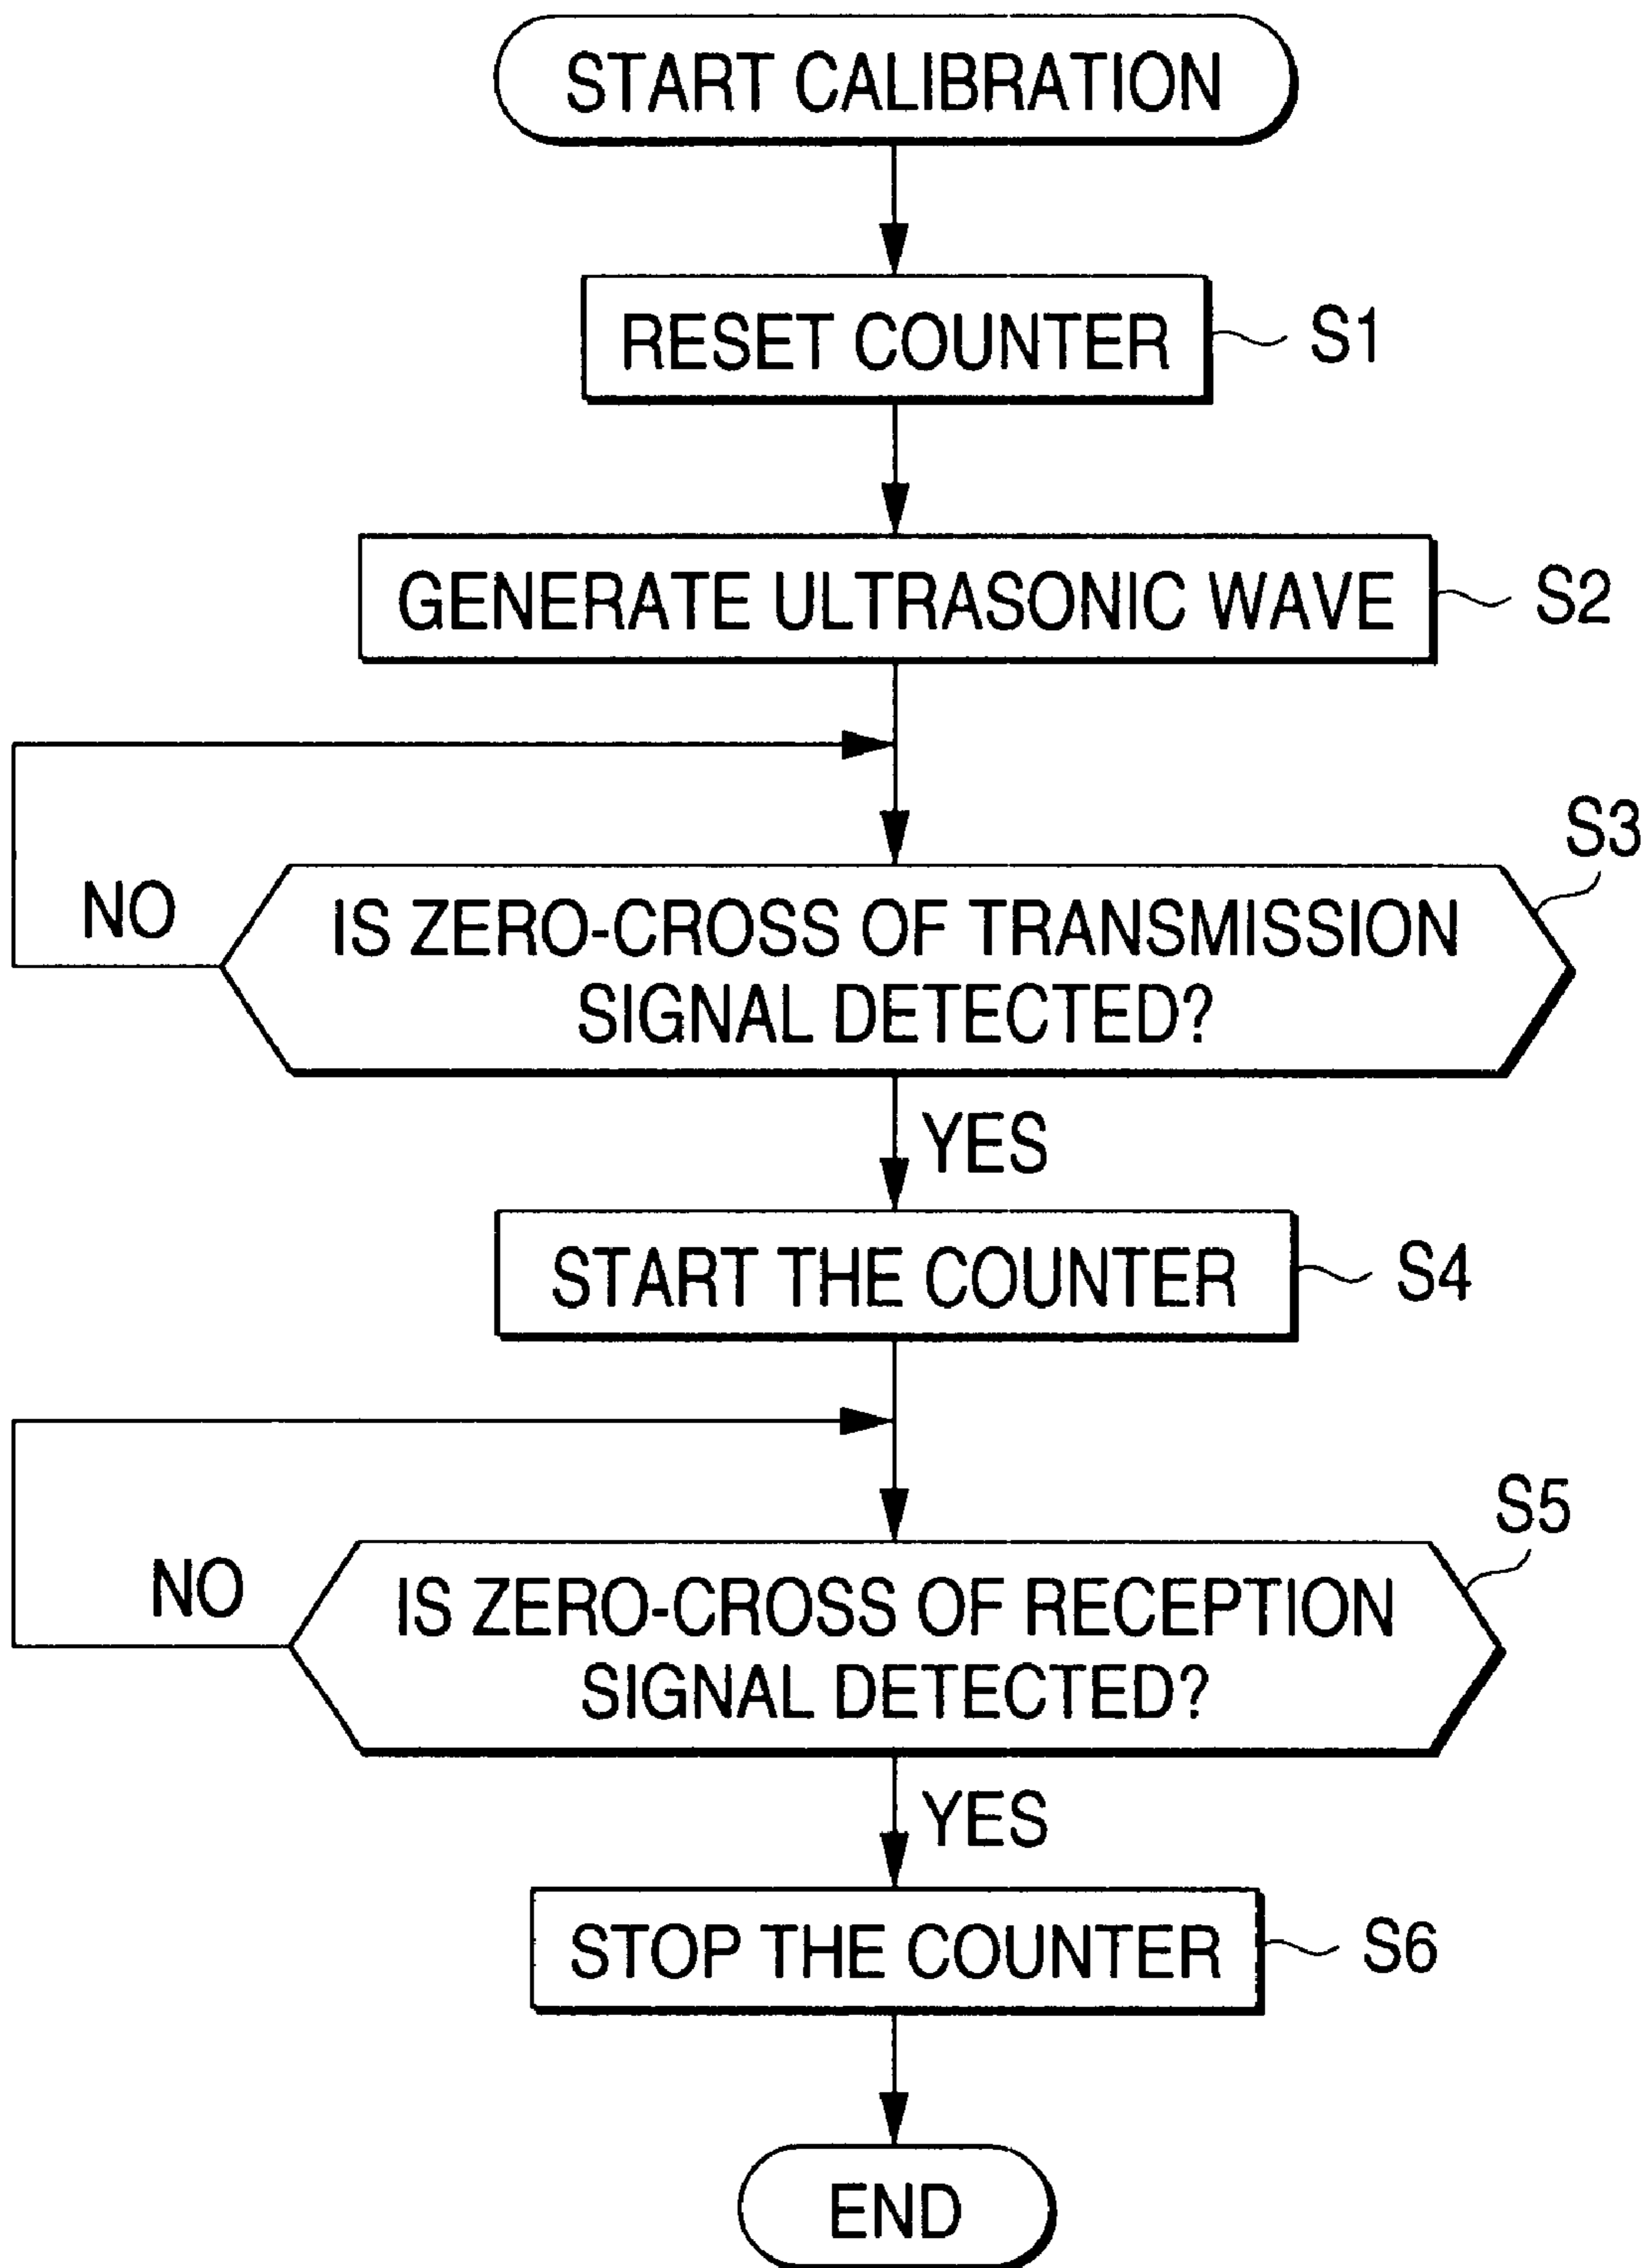 START CALIBRATION
RESET COUNTER
S1
GENERATE ULTRASONIC WAVE
S2
S3
NO
IS ZERO-CROSS OF TRANSMISSION
SIGNAL DETECTED?
YES
START THE COUNTER
S4
S5
NO
IS ZERO-CROSS OF RECEPTION
SIGNAL DETECTED?
YES
STOP THE COUNTER
S6
END